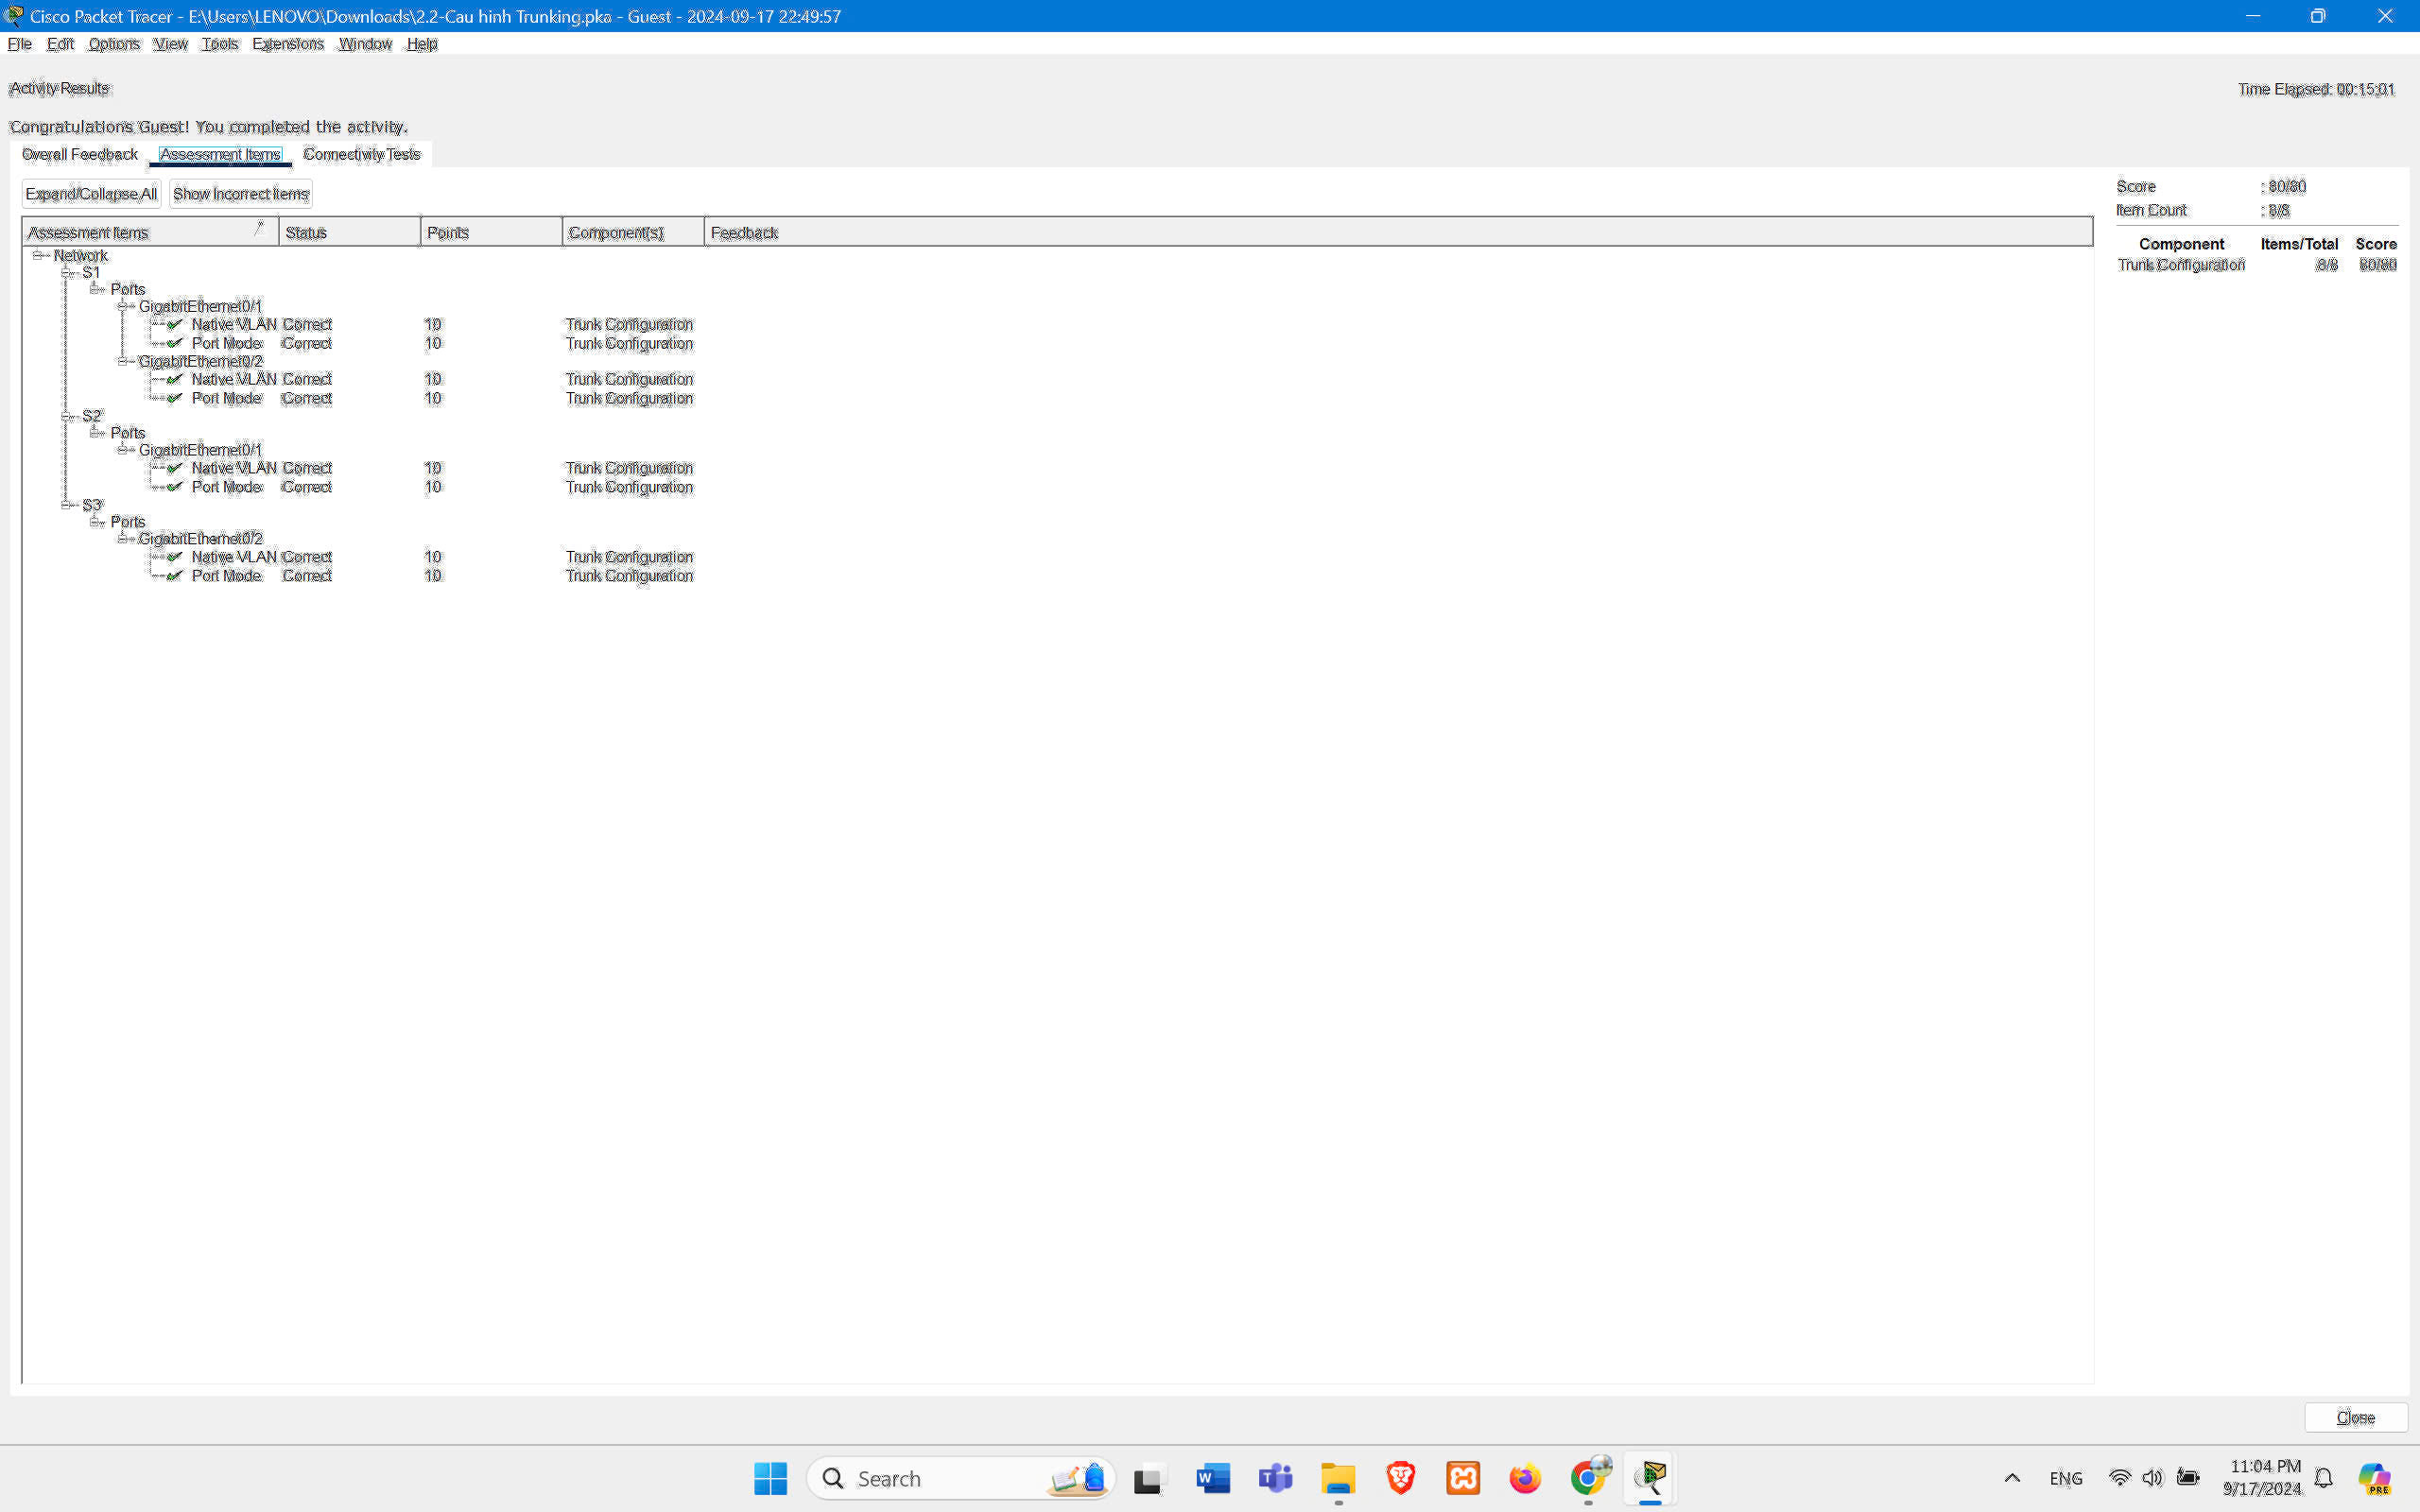 Cisco Packet Tracer - E:\Users\LENOVO\Downloads\2.2-Cau hinh Trunking.pka - Guest - 2024-09-17 22:49:57
File Edit Options View Tools Extensions Window Help
Activity Results
Time Elapsed: 00:15:01
Congratulations Guest! You completed the activity.
Overall Feedback Assessment Items Connectivity Tests
Expand/Collapse All Show Incorrect Items
Assessment Items Status Points Component(s) Feedback
Network
S1
Ports
GigabitEthernet0/1
Native VLAN Correct 10 Trunk Configuration
Port Mode Correct 10 Trunk Configuration
GigabitEthernet0/2
Native VLAN Correct 10 Trunk Configuration
Port Mode Correct 10 Trunk Configuration
S2
Ports
GigabitEthernet0/1
Native VLAN Correct 10 Trunk Configuration
Port Mode Correct 10 Trunk Configuration
S3
Ports
GigabitEthernet0/2
Native VLAN Correct 10 Trunk Configuration
Port Mode Correct 10 Trunk Configuration
Score : 80/80
Item Count : 8/8
Component Items/Total Score
Trunk Configuration 8/8 80/80
Close
Search
ENG
11:04 PM
9/17/2024
PRE